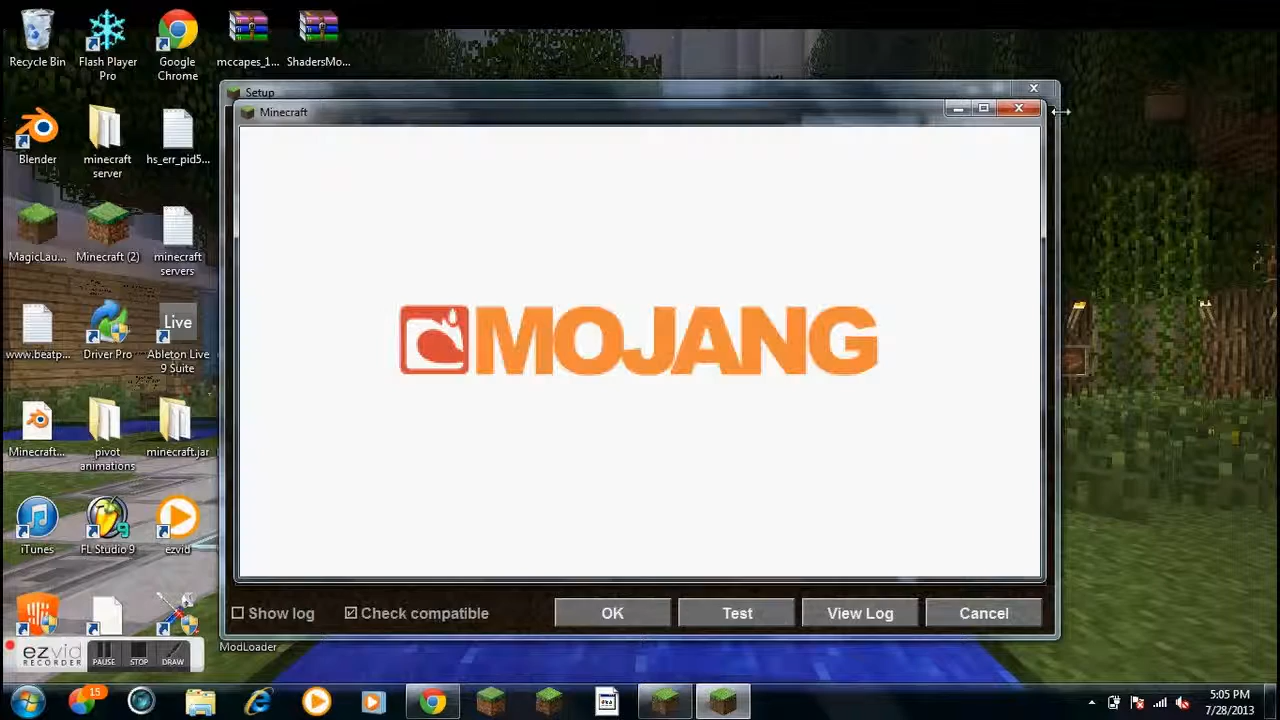 Recycle Bin
Flash Player
Pro
Google
Chrome
mccapes_1...
ShadersMo...
Setup
Minecraft
Blender
minecraft
server
hs_err_pid5...
MagicLau...
Minecraft (2)
minecraft
servers
MOJANG
www.beatp...
Driver Pro
Live
Ableton Live
9 Suite
Minecraft...
pivot
animations
minecraft.jar
iTunes
FL Studio 9
ezvid
Show log
Check compatible
OK
Test
View Log
Cancel
ezvid
RECORDER
PAUSE
STOP
DRAW
ModLoader
15
5:05 PM
7/28/2013